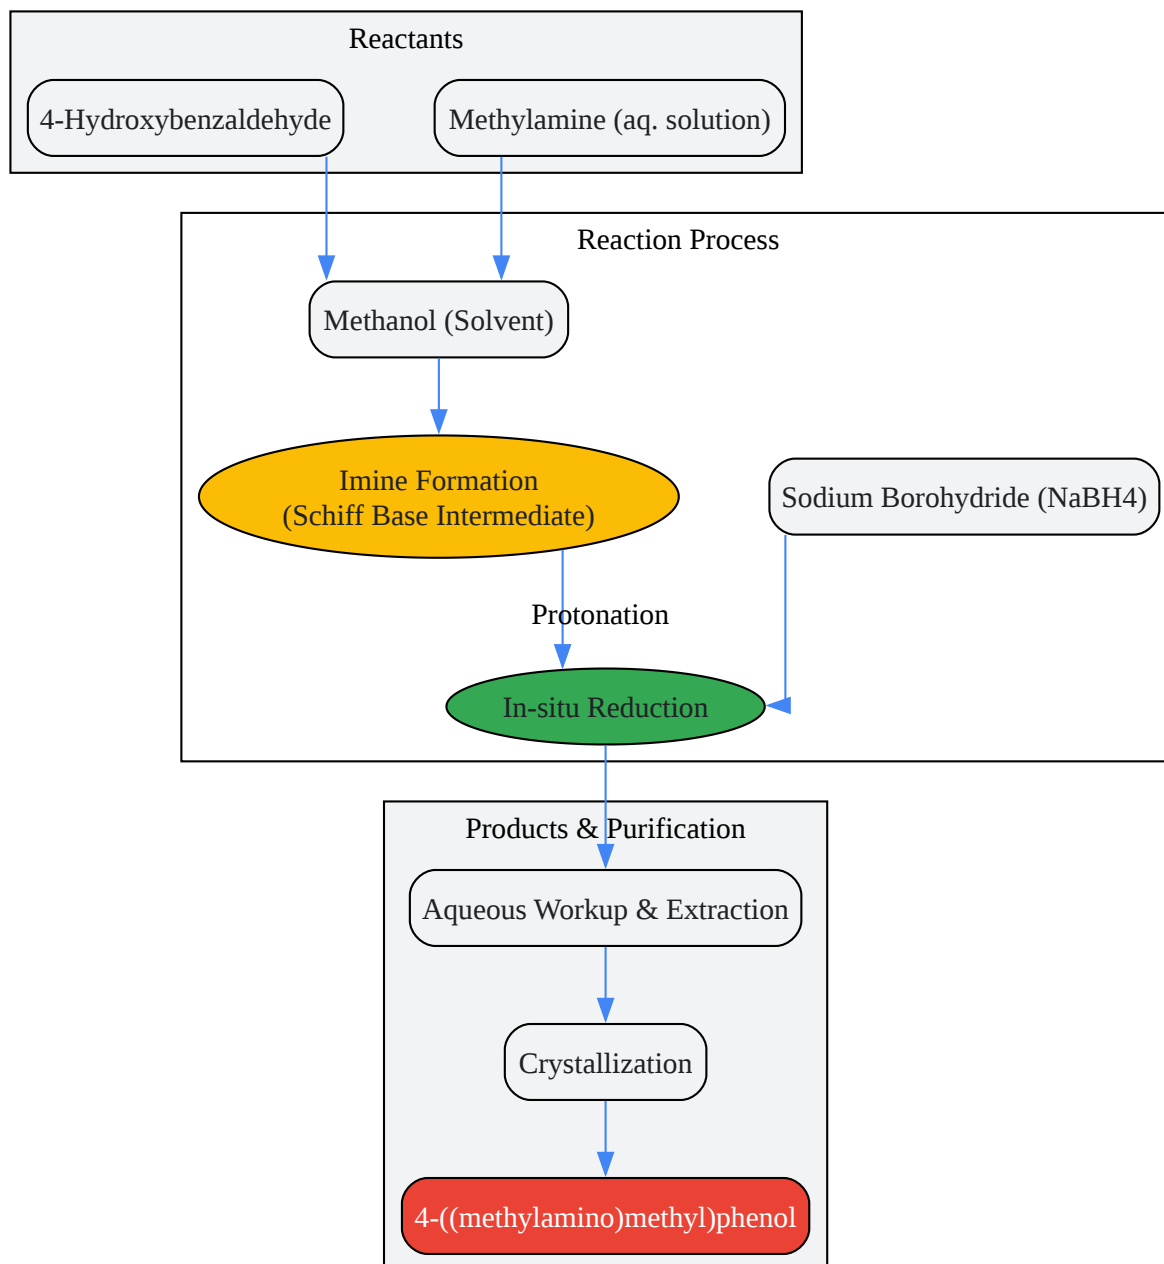 Reactants
4-Hydroxybenzaldehyde
Methylamine (aq. solution)
Reaction Process
Methanol (Solvent)
Imine Formation
(Schiff Base Intermediate)
Sodium Borohydride (NaBH4)
Protonation
In-situ Reduction
Products & Purification
Aqueous Workup & Extraction
Crystallization
4-((methylamino)methyl)phenol